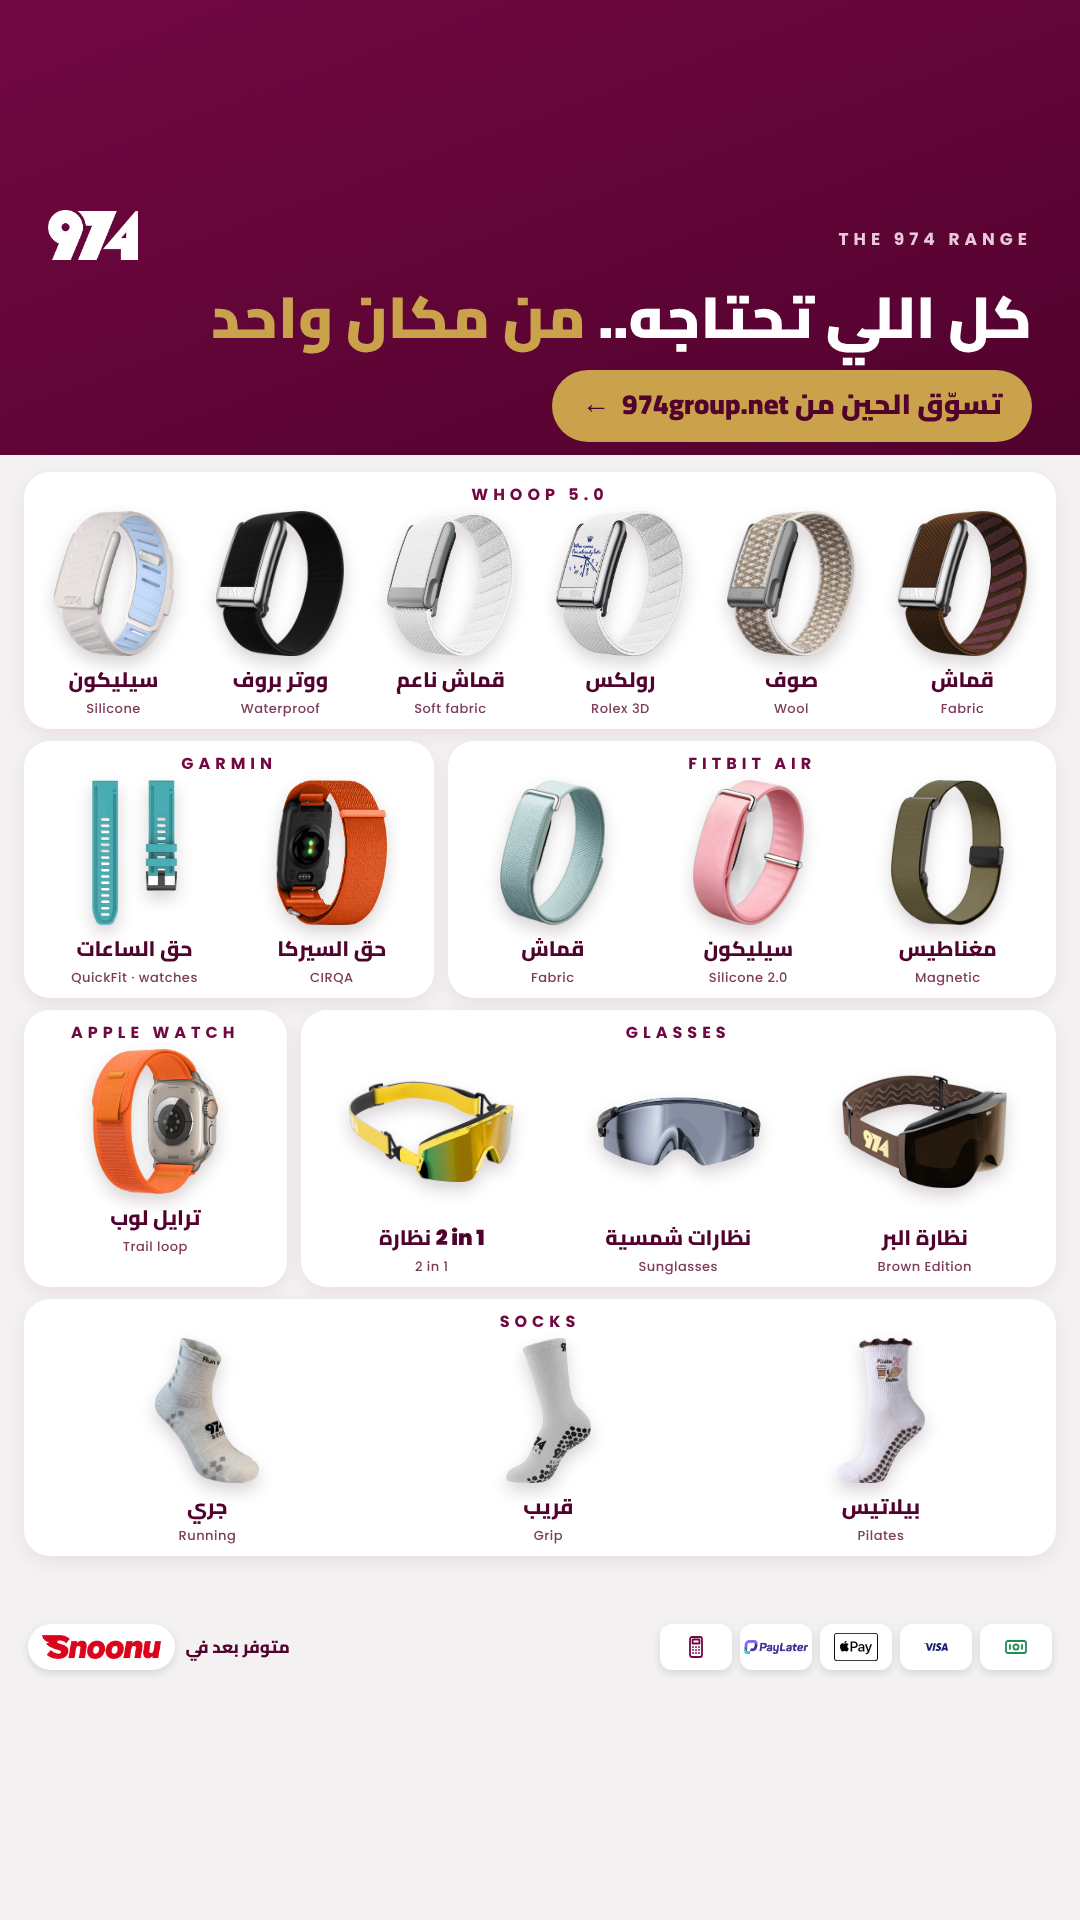 974
THE 974 RANGE
كل اللي تحتاجه.. من مكان واحد
تسوّق الحين من 974group.net ←
WHOOP 5.0
قماش
Fabric
صوف
Wool
رولكس
Rolex 3D
قماش ناعم
Soft fabric
ووتر بروف
Waterproof
سيليكون
Silicone
FITBIT AIR
مغناطيس
Magnetic
سيليكون
Silicone 2.0
قماش
Fabric
GARMIN
حق السيركا
CIRQA
حق الساعات
QuickFit · watches
GLASSES
974
نظارة البر
Brown Edition
نظارات شمسية
Sunglasses
نظارة 2 in 1
2 in 1
APPLE WATCH
ترايل لوب
Trail loop
SOCKS
بيلاتيس
Pilates
قريب
Grip
974
جري
Running
PayLater
Pay
VISA
متوفر بعد في
Snoonu